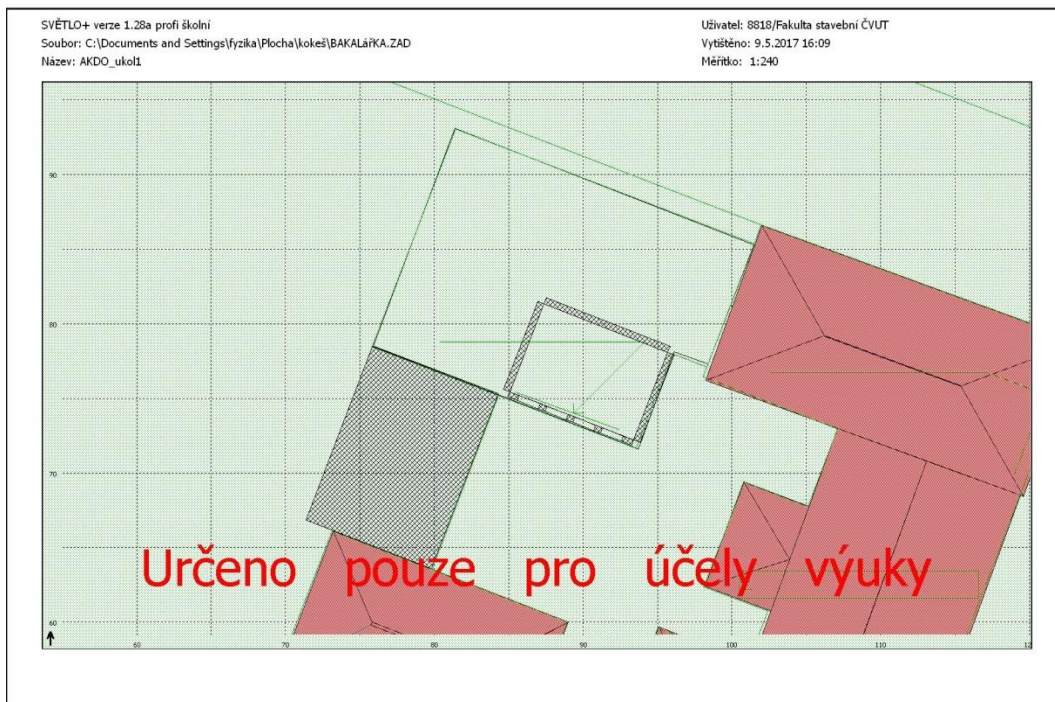 SVĚTLO+ verze 1.28a profi školní
Soubor: C:\Documents and Settings\fyzika\Plocha\kokeš\BAKALářKA.ZAD
Název: AKDO_ukol1
Uživatel: 8818/Fakulta stavební ČVUT
Vytištěno: 9.5.2017 16:09
Měřítko: 1:240
90
80
70
Určeno pouze pro účely výuky
60
60 70 80 90 100 110 120